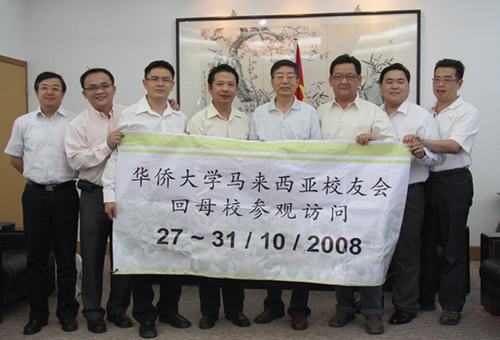 华侨大学马来西亚校友会
回母校参观访问
27 ~ 31 / 10 / 2008